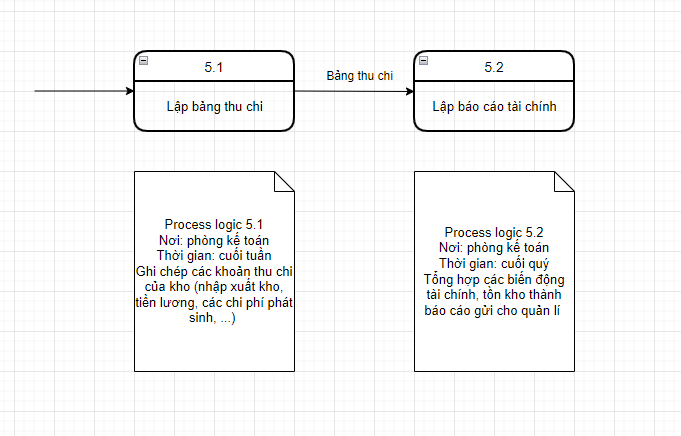 5.1
Lập bảng thu chi
Bảng thu chi
5.2
Lập báo cáo tài chính
Process logic 5.1
Nơi: phòng kế toán
Thời gian: cuối tuần
Ghi chép các khoản thu chi
của kho (nhập xuất kho,
tiền lương, các chi phí phát
sinh, ...)
Process logic 5.2
Nơi: phòng kế toán
Thời gian: cuối quý
Tổng hợp các biến động
tài chính, tồn kho thành
báo cáo gửi cho quản lí